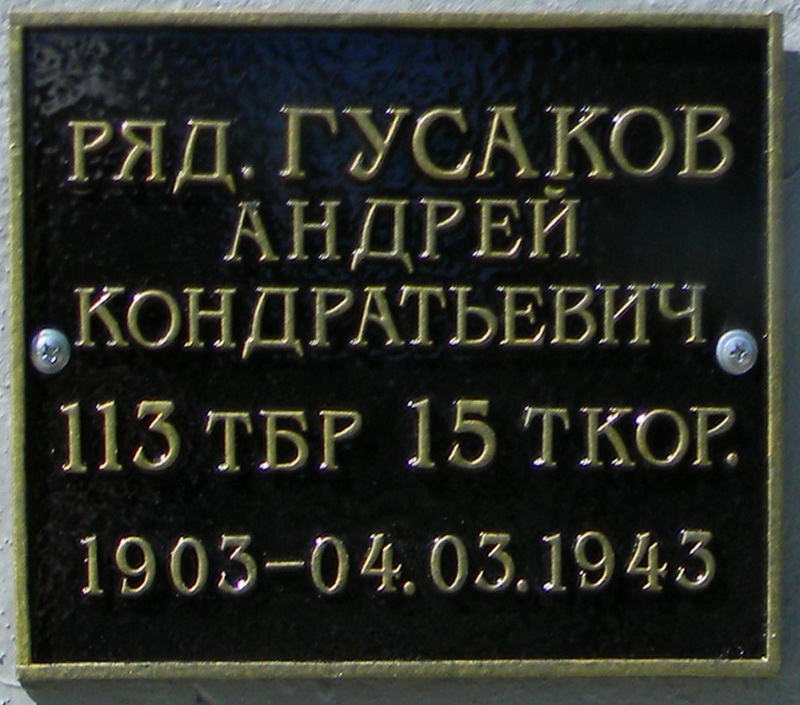 РЯД. ГУСАКОВ
АНДРЕЙ
КОНДРАТЬЕВИЧ
113 ТБР 15 ТКОР.
1903–04.03.1943